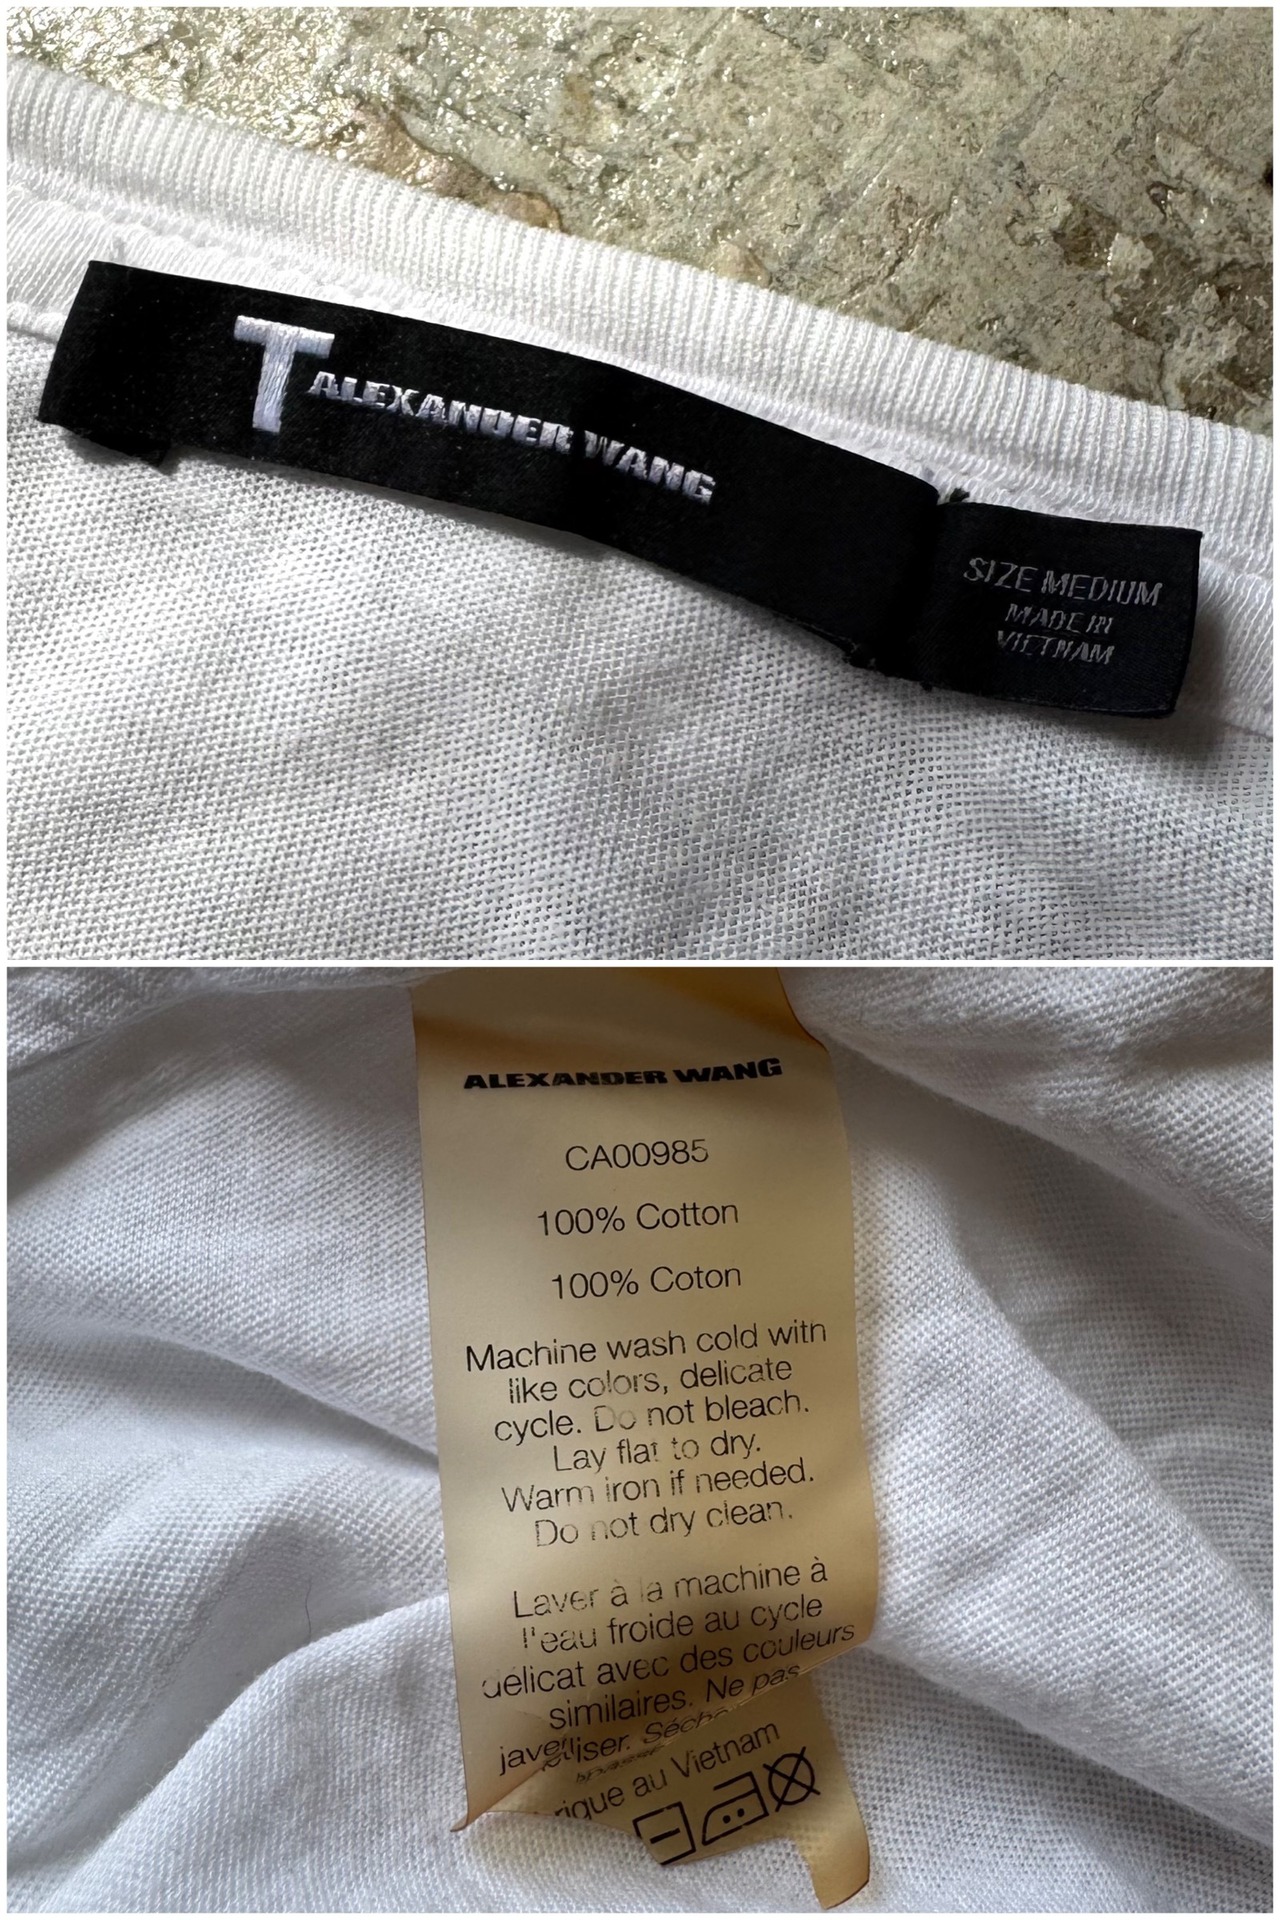 T ALEXANDER WANG
SIZE MEDIUM
MADE IN
VIETNAM
ALEXANDER WANG
CA00985
100% Cotton
100% Coton
Machine wash cold with
like colors, delicate
cycle. Do not bleach.
Lay flat to dry.
Warm iron if needed.
Do not dry clean.
Laver à la machine à
l'eau froide au cycle
délicat avec des couleurs
similaires. Ne pas
javelliser.
au Vietnam